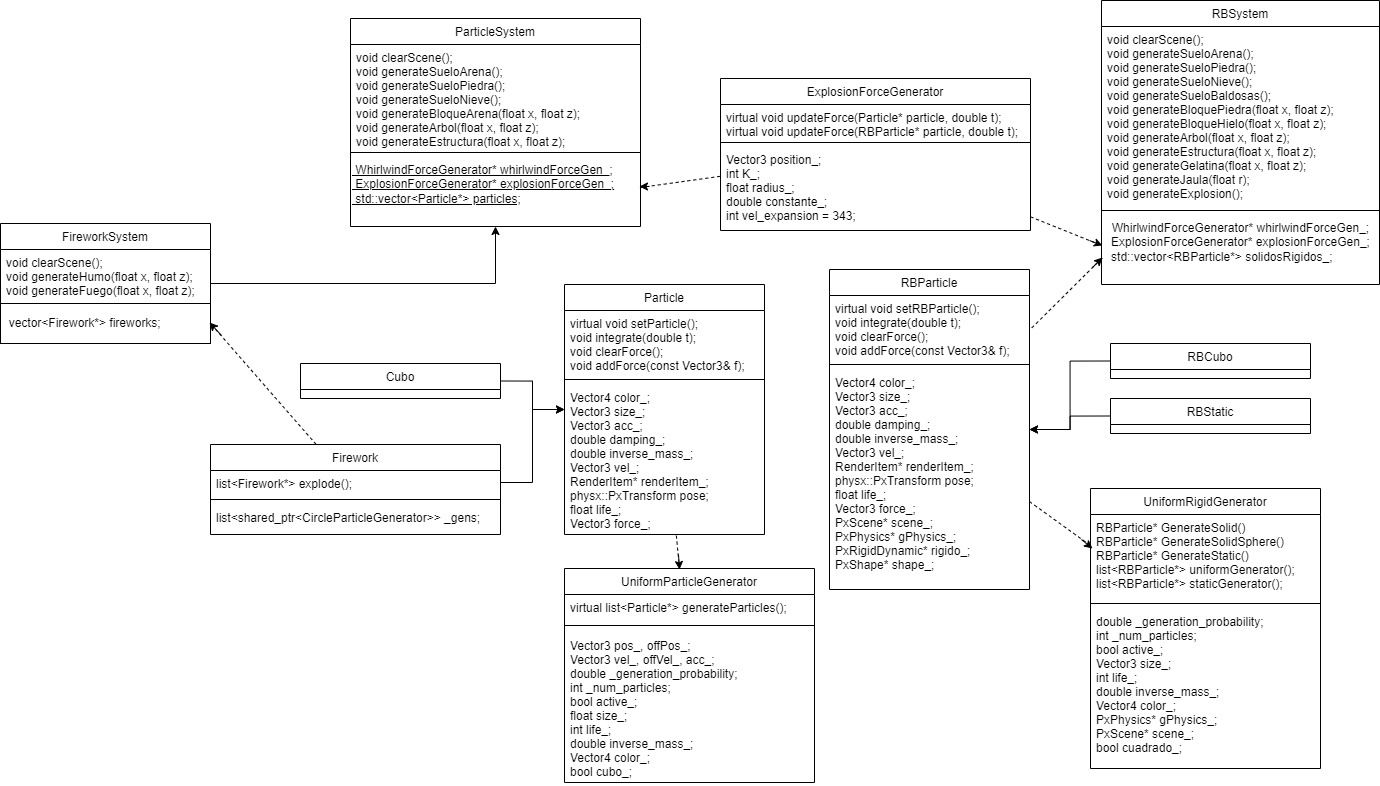 ParticleSystem
void clearScene();
void generateSueloArena();
void generateSueloPiedra();
void generateSueloNieve();
void generateBloqueArena(float x, float z);
void generateArbol(float x, float z);
void generateEstructura(float x, float z);
WhirlwindForceGenerator* whirlwindForceGen_;
ExplosionForceGenerator* explosionForceGen_;
std::vector<Particle*> particles;
ExplosionForceGenerator
virtual void updateForce(Particle* particle, double t);
virtual void updateForce(RBParticle* particle, double t);
Vector3 position_;
int K_;
float radius_;
double constante_;
int vel_expansion = 343;
RBSystem
void clearScene();
void generateSueloArena();
void generateSueloPiedra();
void generateSueloNieve();
void generateSueloBaldosas();
void generateBloquePiedra(float x, float z);
void generateBloqueHielo(float x, float z);
void generateArbol(float x, float z);
void generateEstructura(float x, float z);
void generateGelatina(float x, float z);
void generateJaula(float r);
void generateExplosion();
WhirlwindForceGenerator* whirlwindForceGen_;
ExplosionForceGenerator* explosionForceGen_;
std::vector<RBParticle*> solidosRigidos_;
FireworkSystem
void clearScene();
void generateHumo(float x, float z);
void generateFuego(float x, float z);
vector<Firework*> fireworks;
Cubo
Firework
list<Firework*> explode();
list<shared_ptr<CircleParticleGenerator>> _gens;
Particle
virtual void setParticle();
void integrate(double t);
void clearForce();
void addForce(const Vector3& f);
Vector4 color_;
Vector3 size_;
Vector3 acc_;
double damping_;
double inverse_mass_;
Vector3 vel_;
RenderItem* renderItem_;
physx::PxTransform pose;
float life_;
Vector3 force_;
UniformParticleGenerator
virtual list<Particle*> generateParticles();
Vector3 pos_, offPos_;
Vector3 vel_, offVel_, acc_;
double _generation_probability;
int _num_particles;
bool active_;
float size_;
int life_;
double inverse_mass_;
Vector4 color_;
bool cubo_;
RBParticle
virtual void setRBParticle();
void integrate(double t);
void clearForce();
void addForce(const Vector3& f);
Vector4 color_;
Vector3 size_;
Vector3 acc_;
double damping_;
double inverse_mass_;
Vector3 vel_;
RenderItem* renderItem_;
physx::PxTransform pose;
float life_;
Vector3 force_;
PxScene* scene_;
PxPhysics* gPhysics_;
PxRigidDynamic* rigido_;
PxShape* shape_;
RBCubo
RBStatic
UniformRigidGenerator
RBParticle* GenerateSolid()
RBParticle* GenerateSolidSphere()
RBParticle* GenerateStatic()
list<RBParticle*> uniformGenerator();
list<RBParticle*> staticGenerator();
double _generation_probability;
int _num_particles;
bool active_;
Vector3 size_;
int life_;
double inverse_mass_;
Vector4 color_;
PxPhysics* gPhysics_;
PxScene* scene_;
bool cuadrado_;